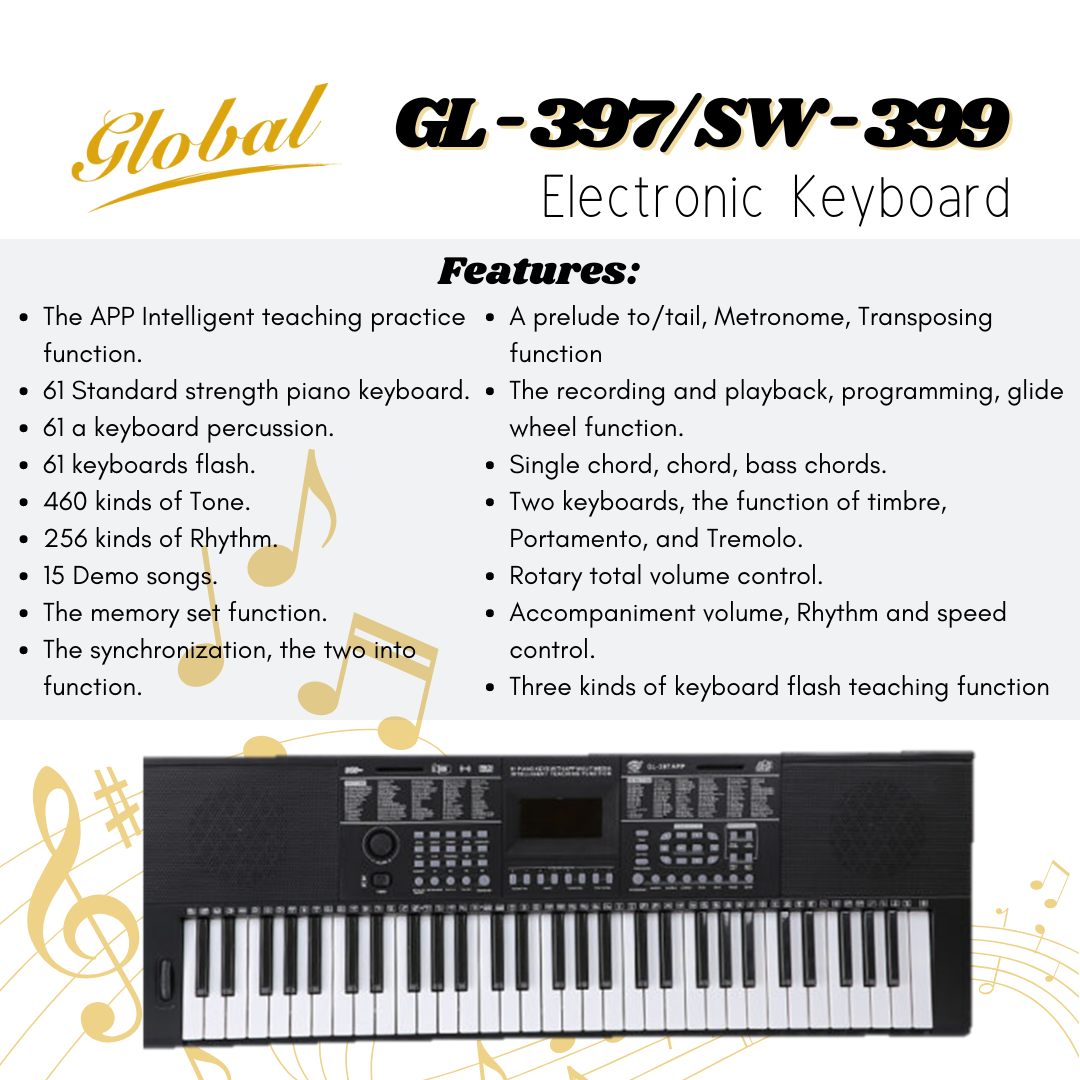 Global
GL-397/SW-399
Electronic Keyboard
Features:
• The APP Intelligent teaching practice
function.
• 61 Standard strength piano keyboard.
• 61 a keyboard percussion.
• 61 keyboards flash.
• 460 kinds of Tone.
• 256 kinds of Rhythm.
• 15 Demo songs.
• The memory set function.
• The synchronization, the two into
function.
• A prelude to/tail, Metronome, Transposing
function
• The recording and playback, programming, glide
wheel function.
• Single chord, chord, bass chords.
• Two keyboards, the function of timbre,
Portamento, and Tremolo.
• Rotary total volume control.
• Accompaniment volume, Rhythm and speed
control.
• Three kinds of keyboard flash teaching function
GL-397APP
INTELLIGENT TEACHING FUNCTION